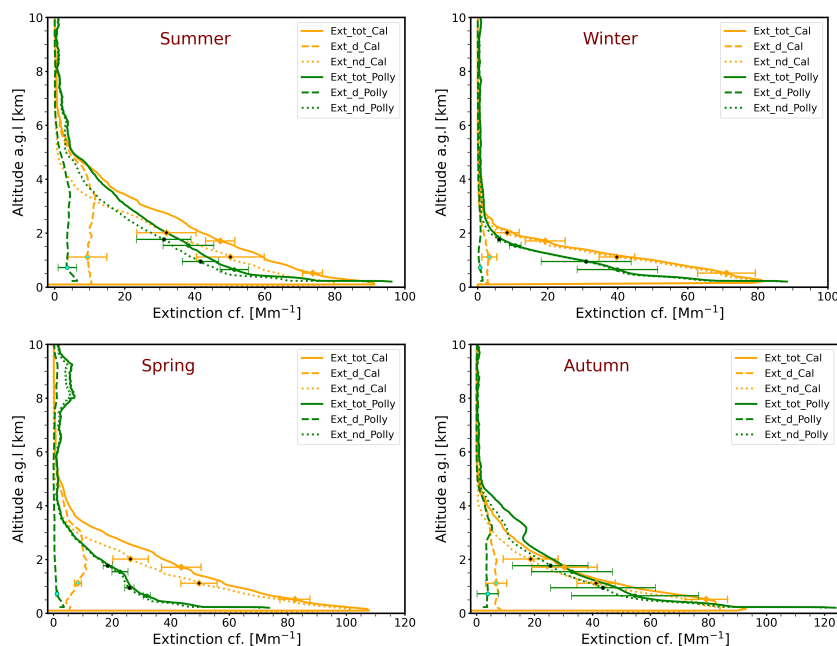 Summer
Ext_tot_Cal
Ext_d_Cal
Ext_nd_Cal
Ext_tot_Polly
Ext_d_Polly
Ext_nd_Polly
10
8
6
4
2
0
Altitude a.g.l [km]
0 20 40 60 80 100
Extinction cf. [Mm⁻¹]
Winter
Ext_tot_Cal
Ext_d_Cal
Ext_nd_Cal
Ext_tot_Polly
Ext_d_Polly
Ext_nd_Polly
10
8
6
4
2
0
Altitude a.g.l [km]
0 20 40 60 80 100
Extinction cf. [Mm⁻¹]
Spring
Ext_tot_Cal
Ext_d_Cal
Ext_nd_Cal
Ext_tot_Polly
Ext_d_Polly
Ext_nd_Polly
10
8
6
4
2
0
Altitude a.g.l [km]
0 20 40 60 80 100 120
Extinction cf. [Mm⁻¹]
Autumn
Ext_tot_Cal
Ext_d_Cal
Ext_nd_Cal
Ext_tot_Polly
Ext_d_Polly
Ext_nd_Polly
10
8
6
4
2
0
Altitude a.g.l [km]
0 20 40 60 80 100 120
Extinction cf. [Mm⁻¹]